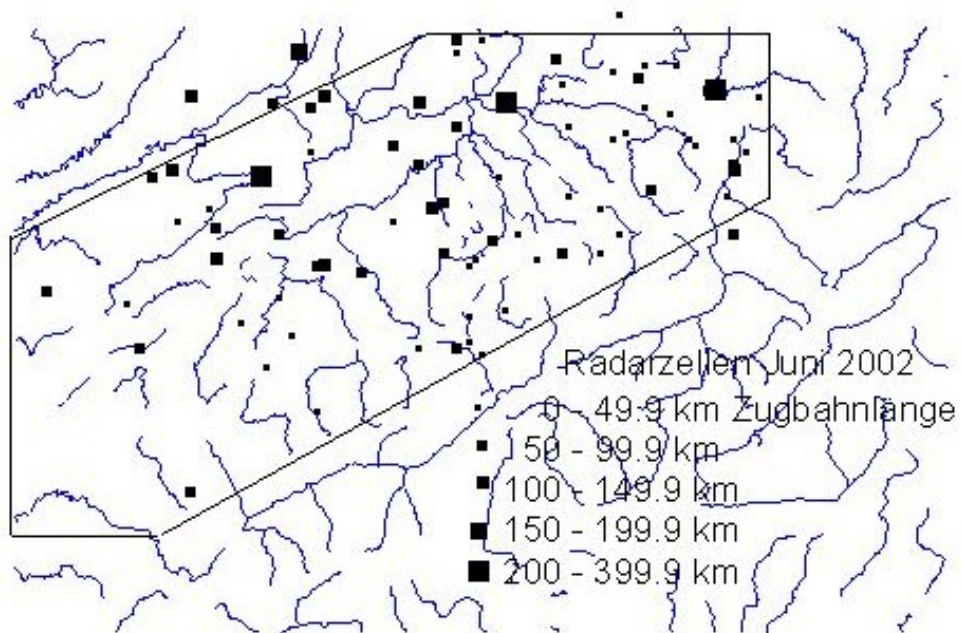 Radarzellen Juni 2002
0 - 49.9 km Zugbahnlänge
50 - 99.9 km
100 - 149.9 km
150 - 199.9 km
200 - 399.9 km